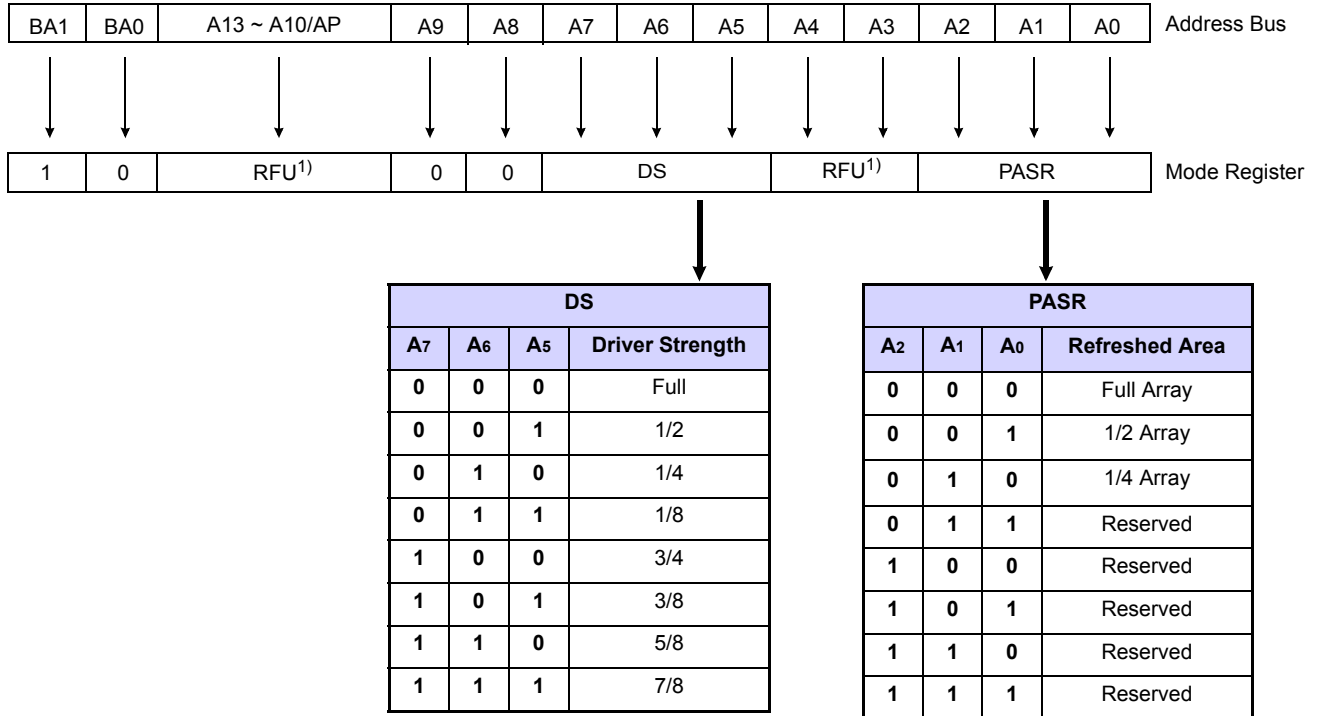 BA1 BA0 A13 ~ A10/AP A9 A8 A7 A6 A5 A4 A3 A2 A1 A0 Address Bus
1 0 RFU1) 0 0 DS RFU1) PASR Mode Register
DS
A7 A6 A5 Driver Strength
0 0 0 Full
0 0 1 1/2
0 1 0 1/4
0 1 1 1/8
1 0 0 3/4
1 0 1 3/8
1 1 0 5/8
1 1 1 7/8
PASR
A2 A1 A0 Refreshed Area
0 0 0 Full Array
0 0 1 1/2 Array
0 1 0 1/4 Array
0 1 1 Reserved
1 0 0 Reserved
1 0 1 Reserved
1 1 0 Reserved
1 1 1 Reserved